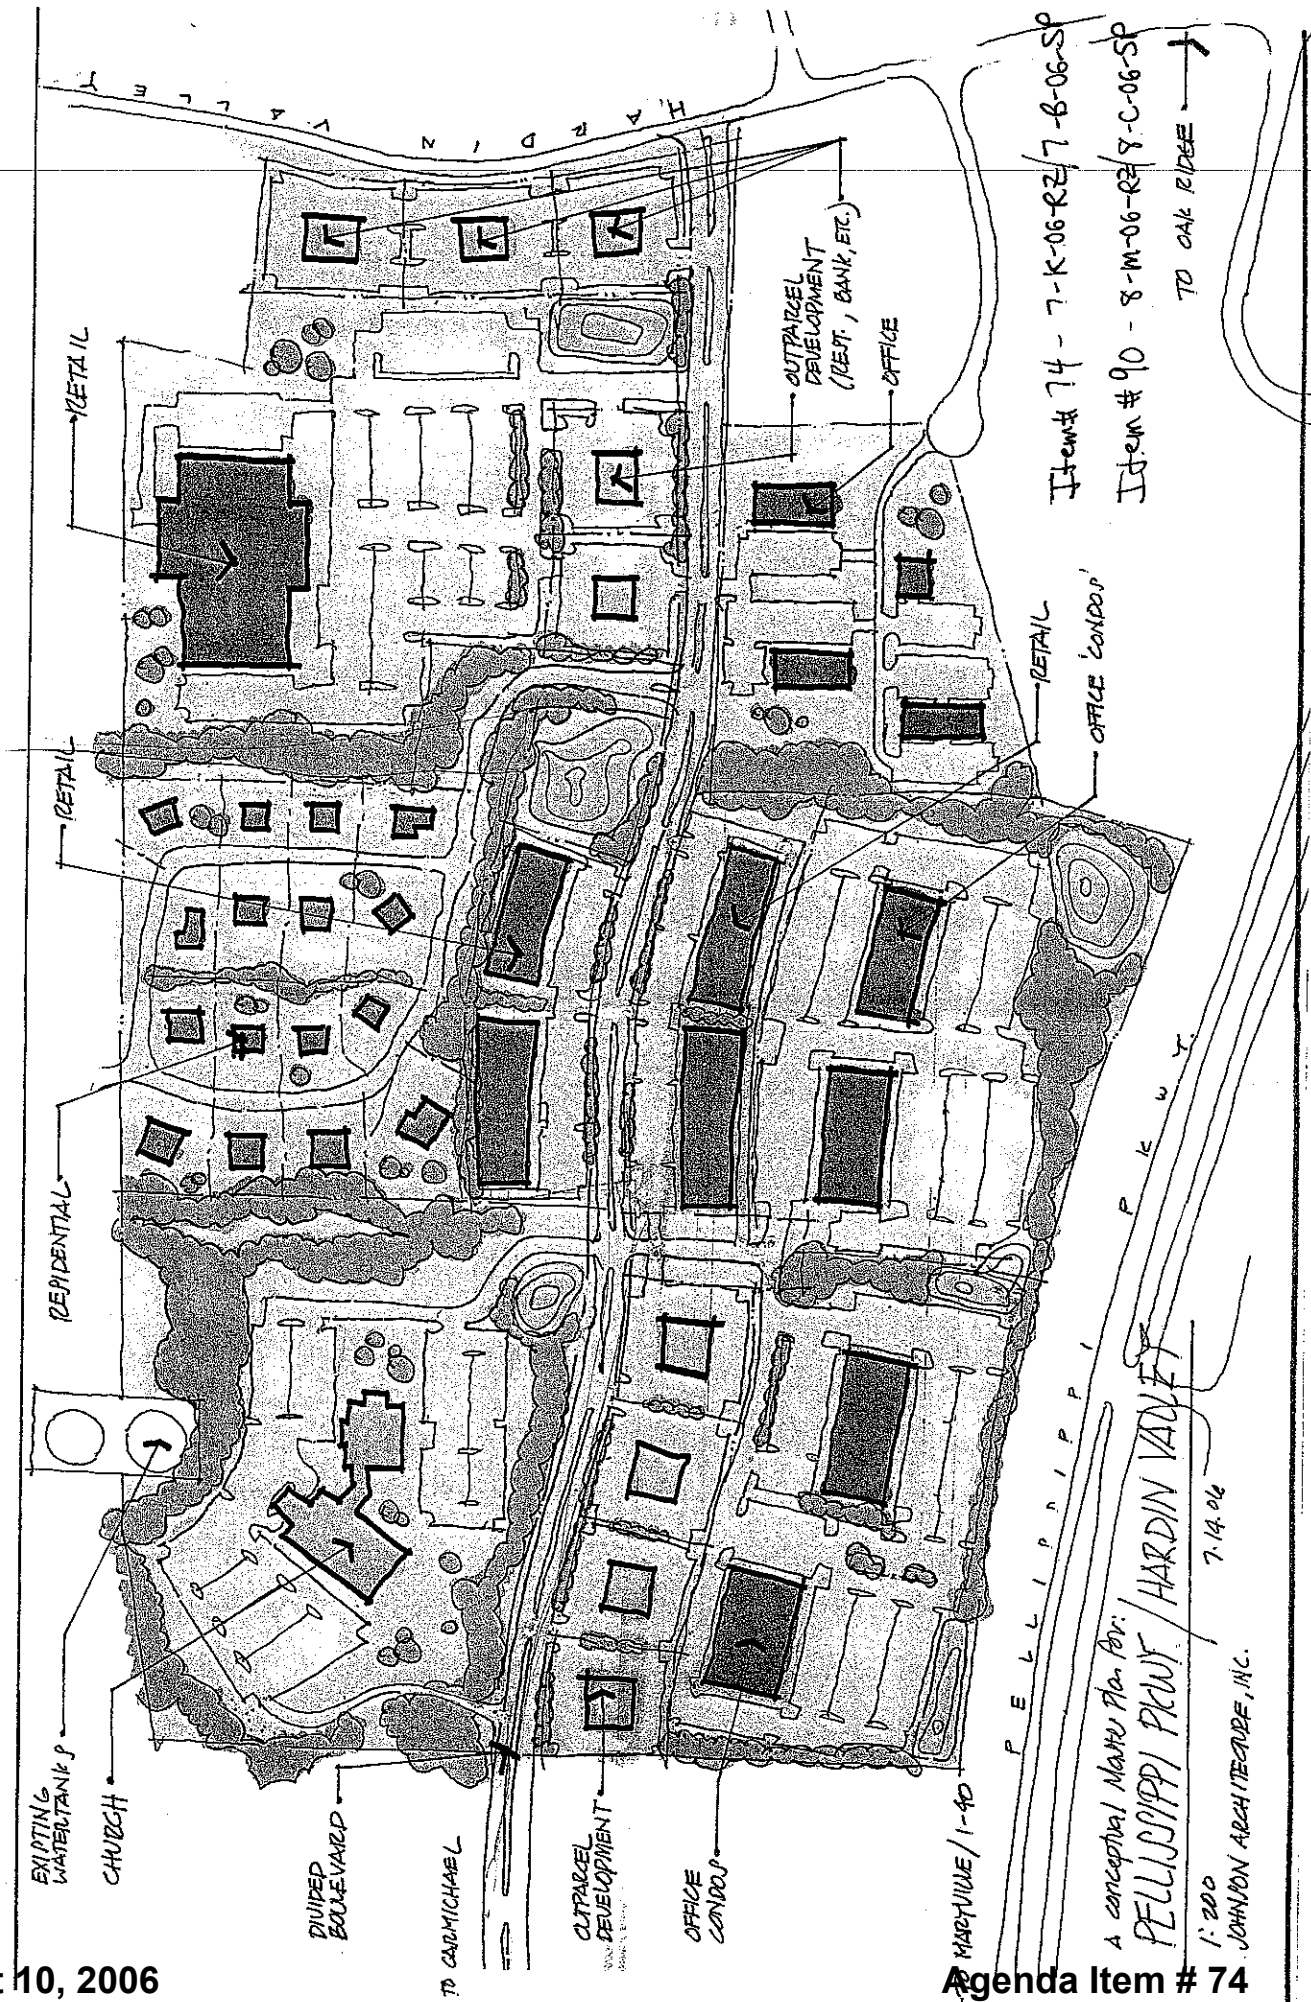 HARDIN VALLEY
RETAIL
RETAIL
RESIDENTIAL
EXISTING
WATERTANKS
CHURCH
DIVIDED
BOULEVARD
TO CARMICHAEL
OUTPARCEL
DEVELOPMENT
OFFICE
CONDOS
OUTPARCEL
DEVELOPMENT
(REST., BANK, ETC.)
OFFICE
RETAIL
OFFICE 'CONDOS'
Item # 74 - 7-K-06-RZ/7-B-06-SP
Item # 90 - 8-M-06-RZ/8-C-06-SP
TO OAK RIDGE
PELLISSIPPI PKWY.
TO MARYVILLE/I-40
A conceptual Master Plan for:
PELLISSIPPI PKWY / HARDIN VALLEY
1:200
7.14.06
JOHNSON ARCHITECTURE, INC.
10, 2006
Agenda Item # 74